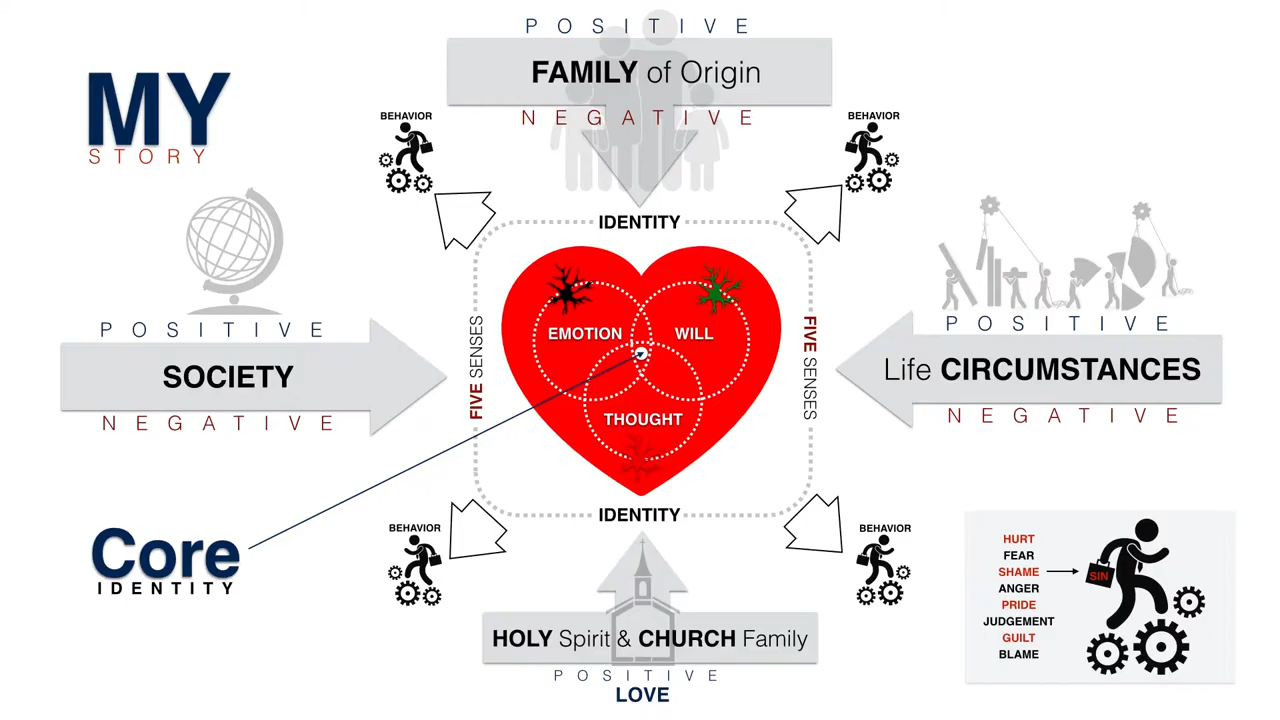 MY
STORY
POSITIVE
FAMILY of Origin
NEGATIVE
BEHAVIOR
BEHAVIOR
POSITIVE
SOCIETY
NEGATIVE
IDENTITY
FIVE SENSES
EMOTION
WILL
THOUGHT
FIVE SENSES
IDENTITY
POSITIVE
Life CIRCUMSTANCES
NEGATIVE
Core
IDENTITY
BEHAVIOR
BEHAVIOR
HOLY Spirit & CHURCH Family
POSITIVE
LOVE
HURT
FEAR
SHAME
ANGER
PRIDE
JUDGEMENT
GUILT
BLAME
SIN